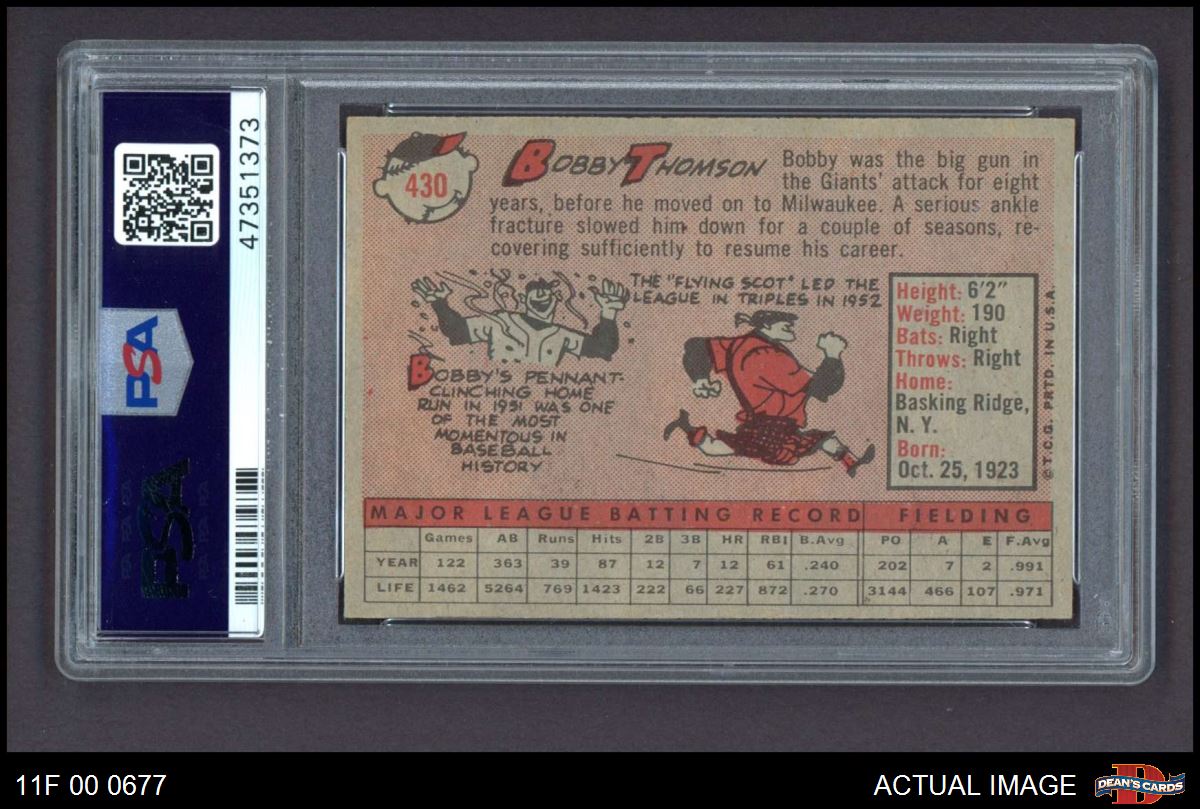 47351373
PSA
PSA
430
BOBBY THOMSON
Bobby was the big gun in
the Giants' attack for eight
years, before he moved on to Milwaukee. A serious ankle
fracture slowed him down for a couple of seasons, re-
covering sufficiently to resume his career.
THE "FLYING SCOT" LED THE
LEAGUE IN TRIPLES IN 1952
BOBBY'S PENNANT-
CLINCHING HOME
RUN IN 1951 WAS ONE
OF THE MOST
MOMENTOUS IN
BASEBALL
HISTORY
Height: 6'2"
Weight: 190
Bats: Right
Throws: Right
Home:
Basking Ridge,
N. Y.
Born:
Oct. 25, 1923
©T.C.G. PRTD. IN U.S.A.
MAJOR LEAGUE BATTING RECORD FIELDING
Games AB Runs Hits 2B 3B HR RBI B.Avg PO A E F.Avg
YEAR 122 363 39 87 12 7 12 61 .240 202 7 2 .991
LIFE 1462 5264 769 1423 222 66 227 872 .270 3144 466 107 .971
11F 00 0677
ACTUAL IMAGE
D
DEAN'S CARDS